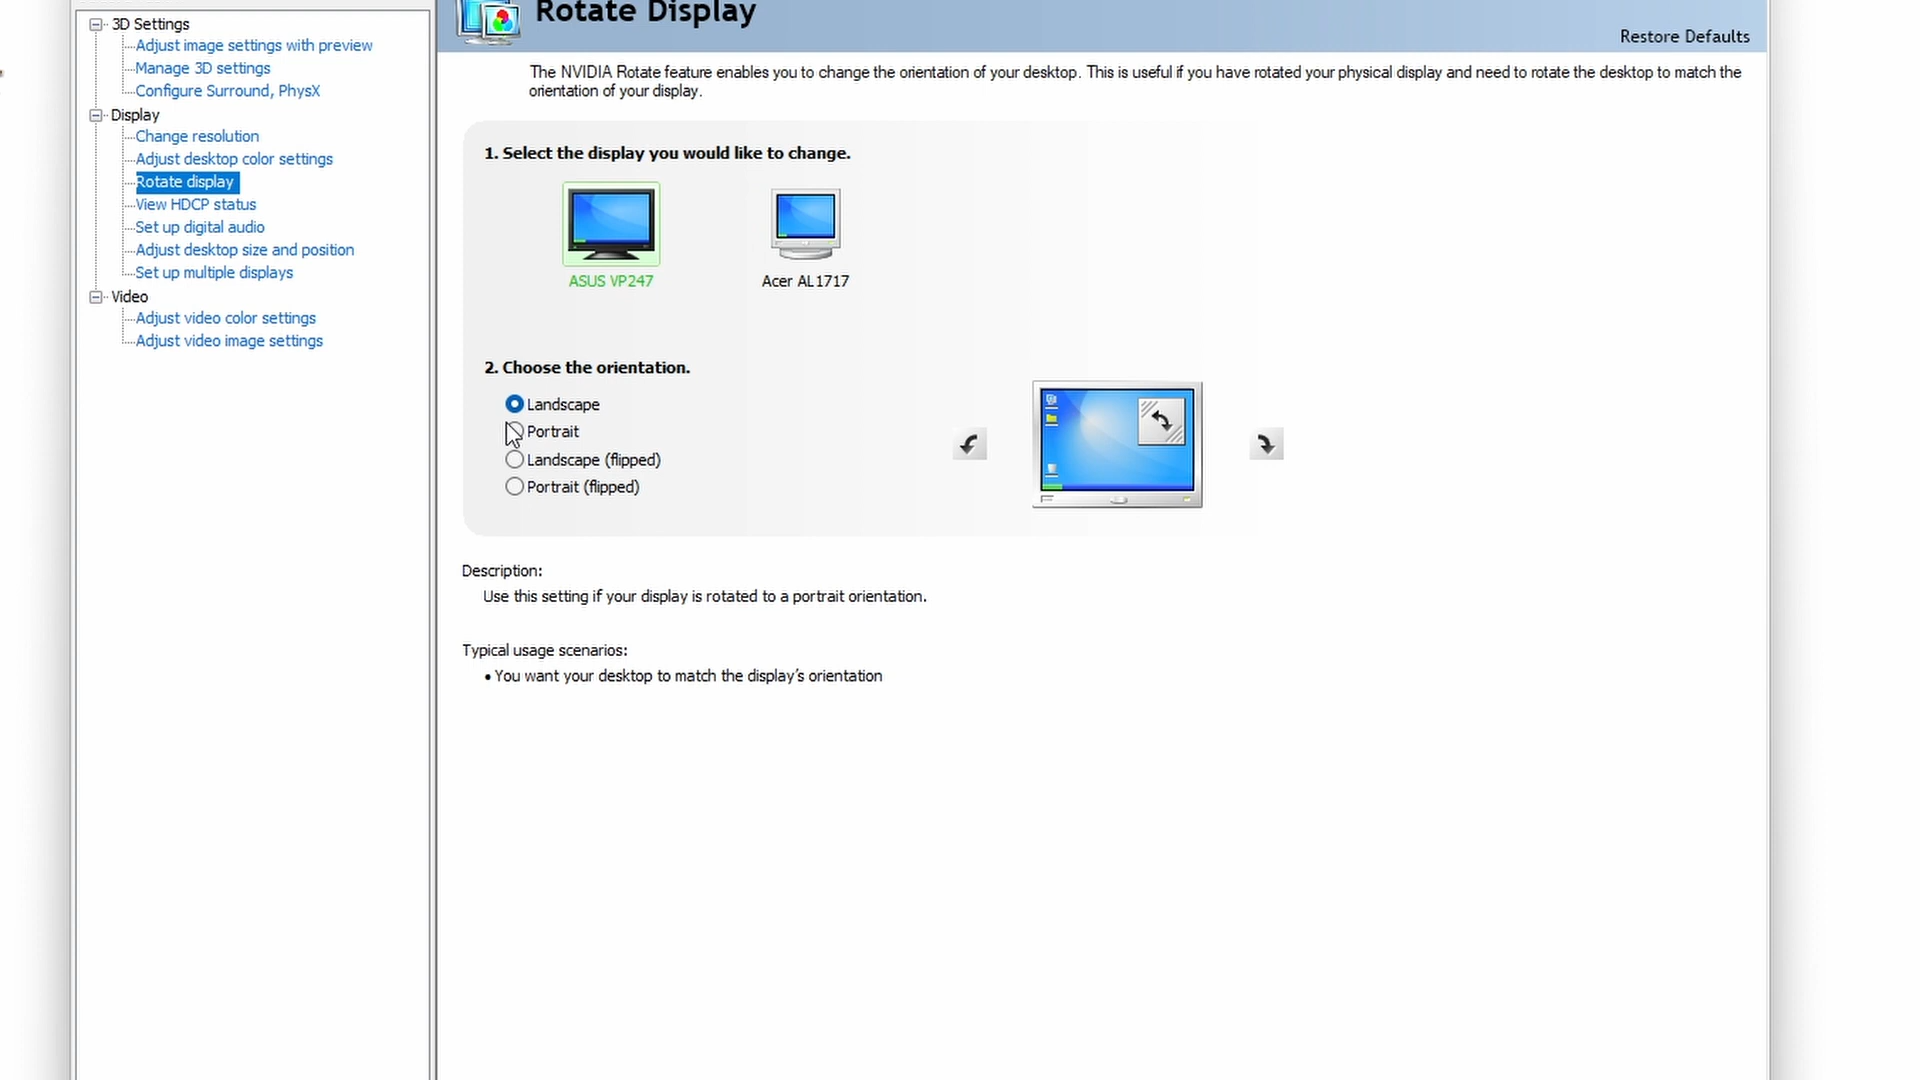 3D Settings
Adjust image settings with preview
Manage 3D settings
Configure Surround, PhysX
Display
Change resolution
Adjust desktop color settings
Rotate display
View HDCP status
Set up digital audio
Adjust desktop size and position
Set up multiple displays
Video
Adjust video color settings
Adjust video image settings
Rotate Display
Restore Defaults
The NVIDIA Rotate feature enables you to change the orientation of your desktop. This is useful if you have rotated your physical display and need to rotate the desktop to match the
orientation of your display.
1. Select the display you would like to change.
ASUS VP247
Acer AL1717
2. Choose the orientation.
Landscape
Portrait
Landscape (flipped)
Portrait (flipped)
Description:
Use this setting if your display is rotated to a portrait orientation.
Typical usage scenarios:
• You want your desktop to match the display's orientation